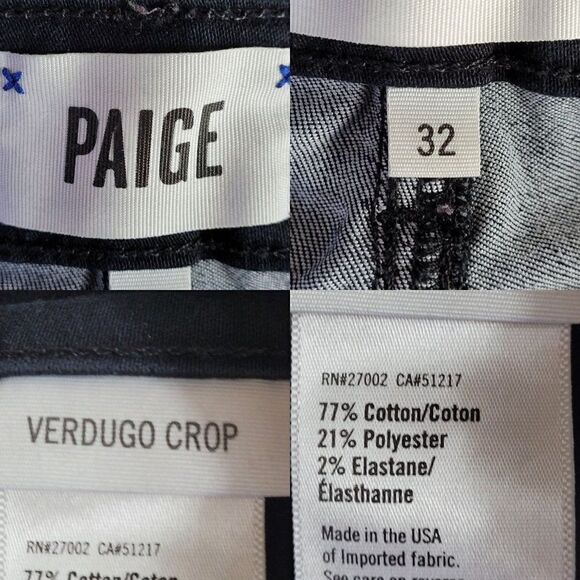 PAIGE
32
VERDUGO CROP
RN#27002 CA#51217
RN#27002 CA#51217
77% Cotton/Coton
21% Polyester
2% Elastane/
Élasthanne
Made in the USA
of Imported fabric.